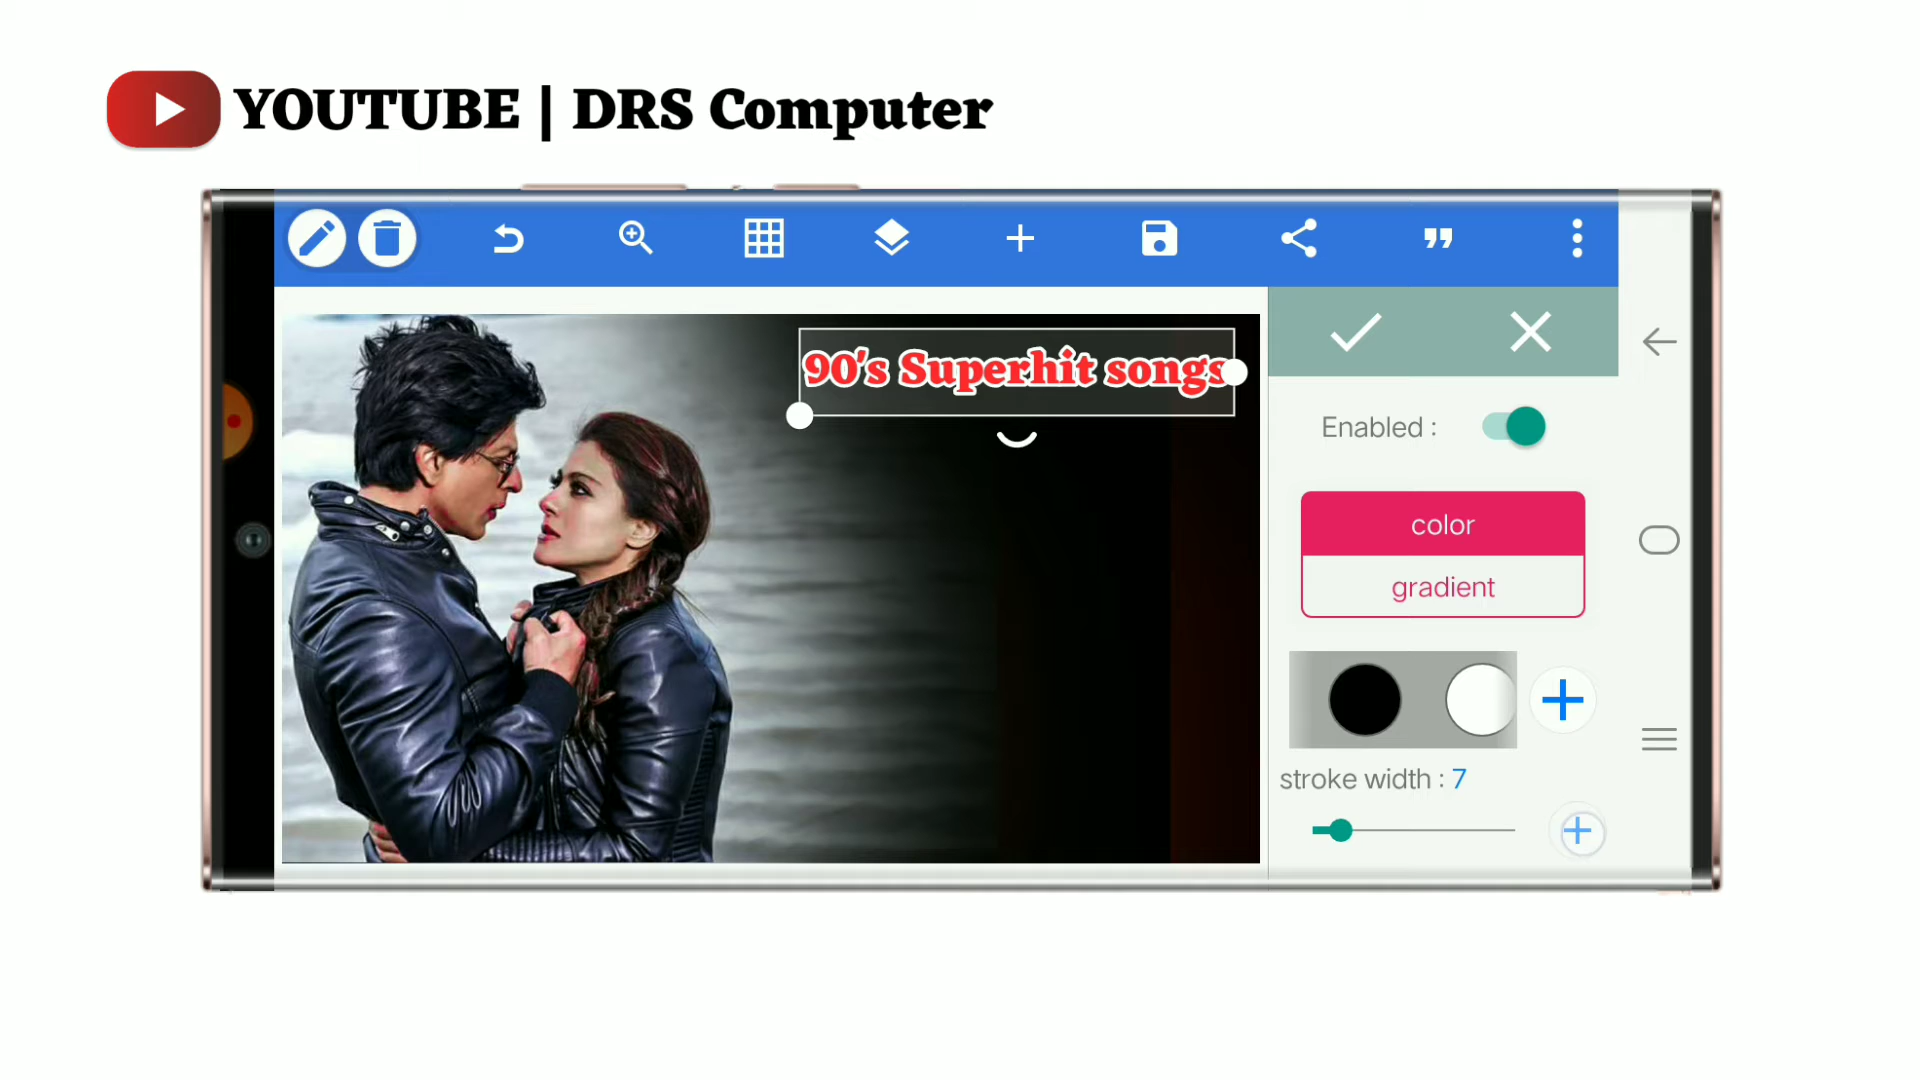 YOUTUBE | DRS Computer
90's Superhit songs
Enabled :
color
gradient
stroke width : 7